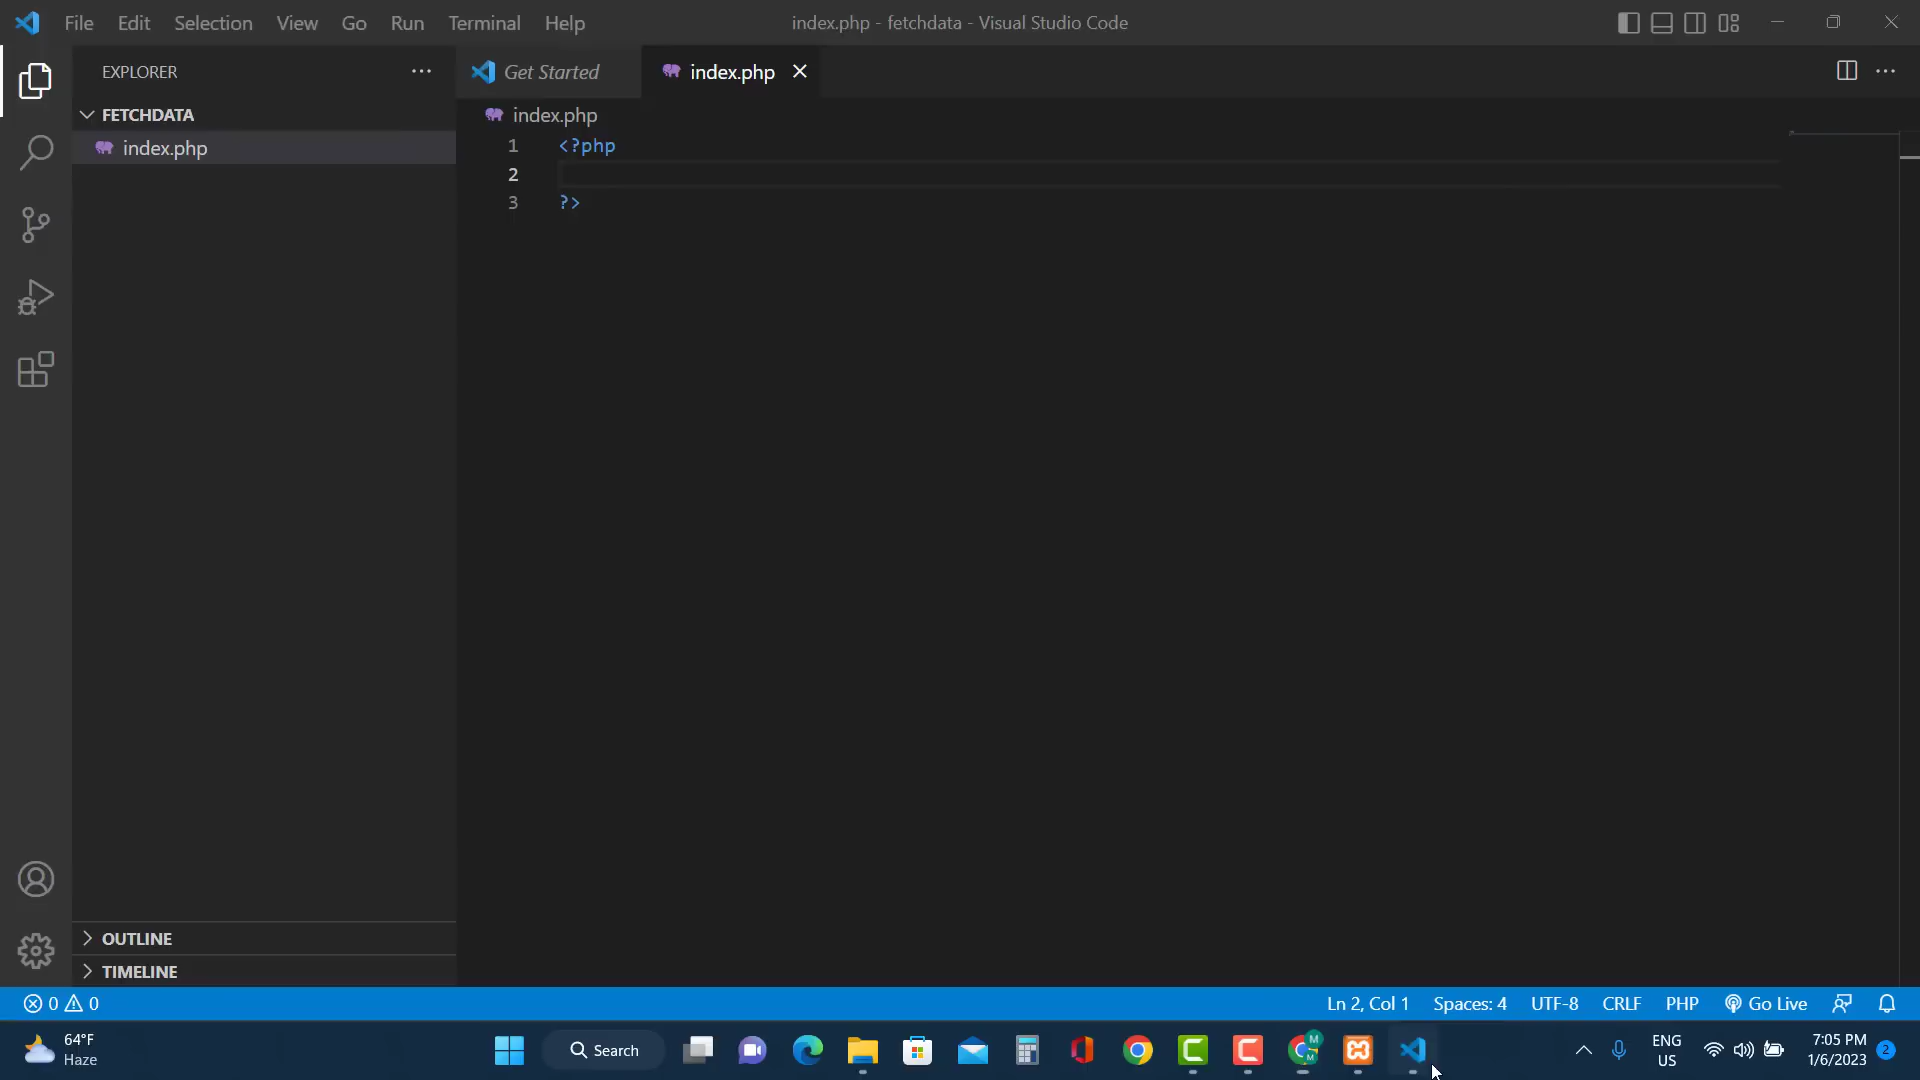 File Edit Selection View Go Run Terminal Help
index.php - fetchdata - Visual Studio Code
EXPLORER
Get Started
index.php
FETCHDATA
index.php
index.php
1 <?php
2
3 ?>
OUTLINE
TIMELINE
0 0
Ln 2, Col 1 Spaces: 4 UTF-8 CRLF PHP Go Live
64°F
Haze
Search
M
M
ENG
US
7:05 PM
1/6/2023
2